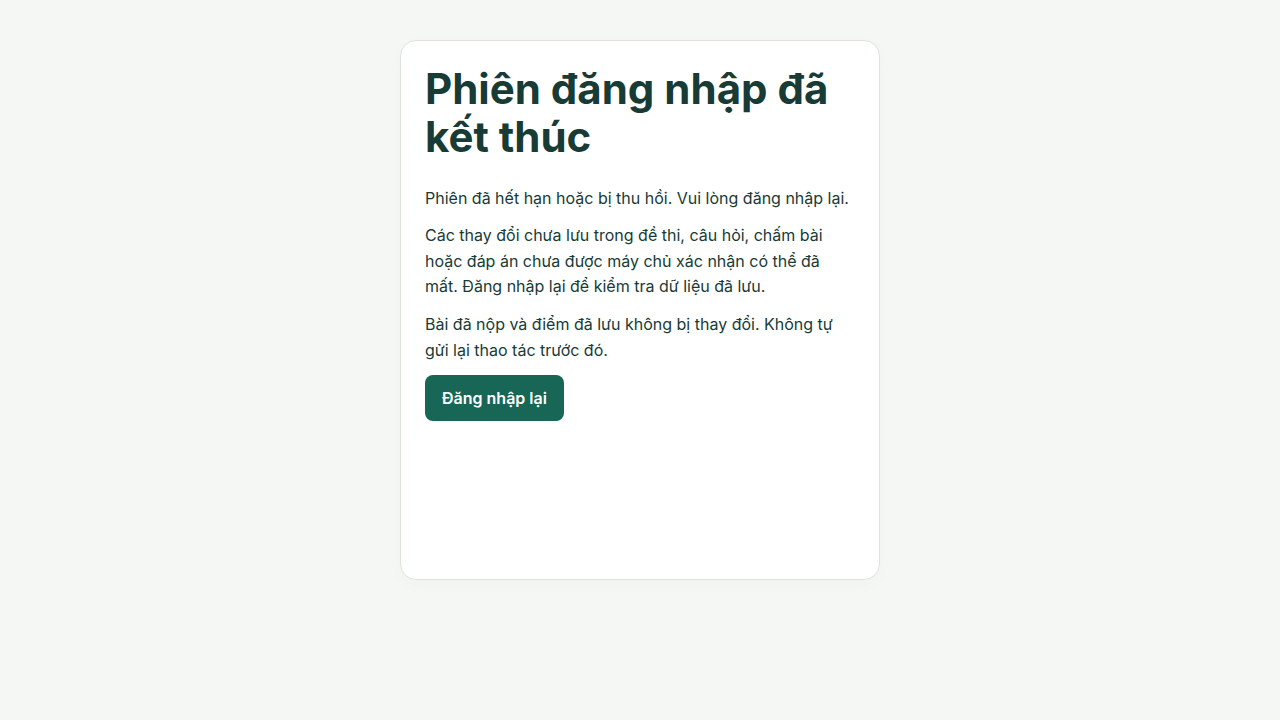 Phiên đăng nhập đã
kết thúc
Phiên đã hết hạn hoặc bị thu hồi. Vui lòng đăng nhập lại.
Các thay đổi chưa lưu trong đề thi, câu hỏi, chấm bài
hoặc đáp án chưa được máy chủ xác nhận có thể đã
mất. Đăng nhập lại để kiểm tra dữ liệu đã lưu.
Bài đã nộp và điểm đã lưu không bị thay đổi. Không tự
gửi lại thao tác trước đó.
Đăng nhập lại